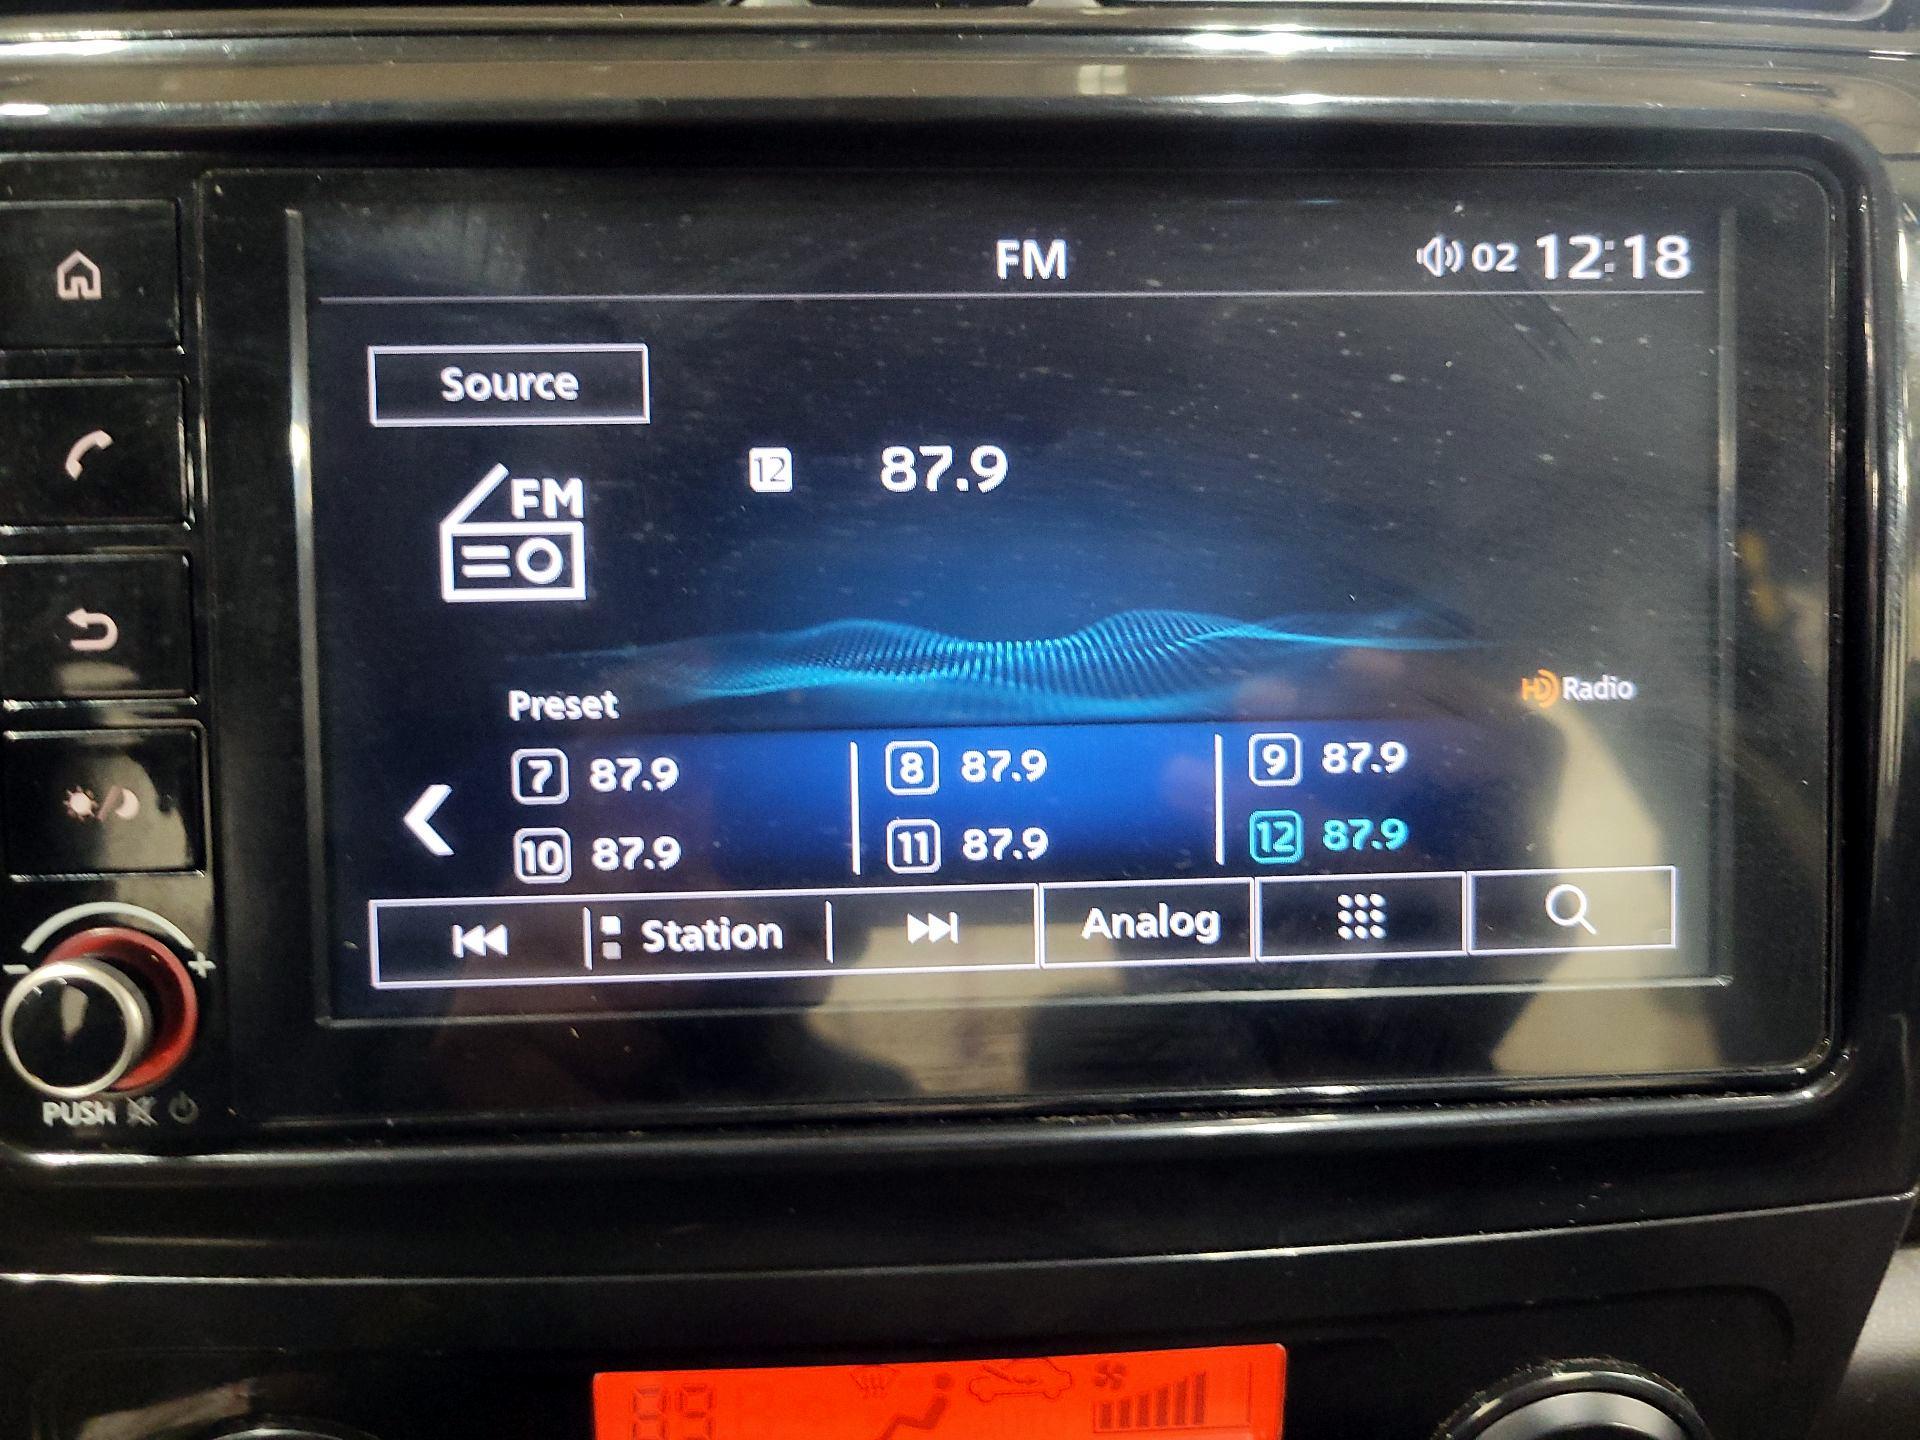 FM
02 12:18
Source
FM
12 87.9
HD Radio
Preset
7 87.9 8 87.9 9 87.9
10 87.9 11 87.9 12 87.9
Station Analog
- +
PUSH